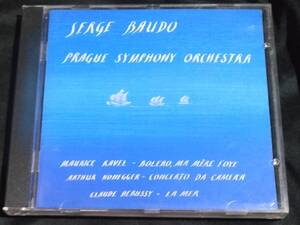 SERGE BAUDO
PRAGUE SYMPHONY ORCHESTRA
MAURICE RAVEL - BOLERO, MA MÈRE L'OYE
ARTHUR HONEGGER - CONCERTO DA CAMERA
CLAUDE DEBUSSY - LA MER